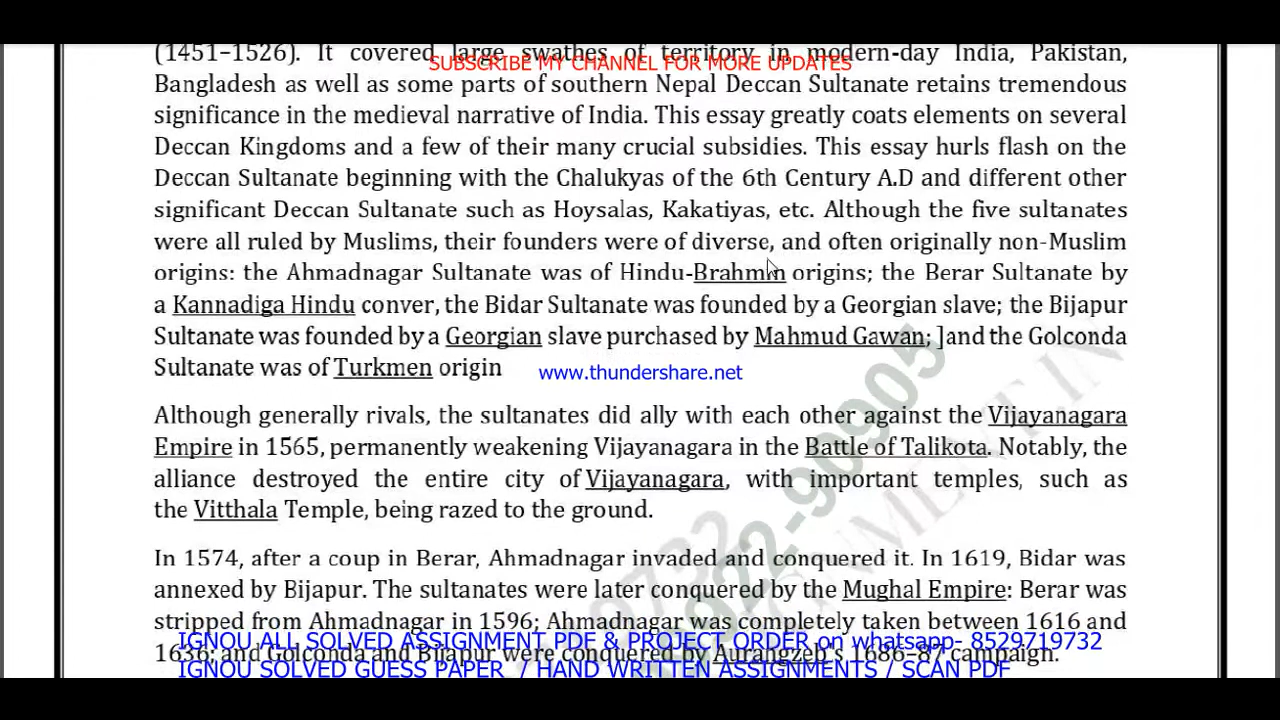 (1451–1526). It covered large swathes of territory in modern-day India, Pakistan,
SUBSCRIBE MY CHANNEL FOR MORE UPDATES
Bangladesh as well as some parts of southern Nepal Deccan Sultanate retains tremendous
significance in the medieval narrative of India. This essay greatly coats elements on several
Deccan Kingdoms and a few of their many crucial subsidies. This essay hurls flash on the
Deccan Sultanate beginning with the Chalukyas of the 6th Century A.D and different other
significant Deccan Sultanate such as Hoysalas, Kakatiyas, etc. Although the five sultanates
were all ruled by Muslims, their founders were of diverse, and often originally non-Muslim
origins: the Ahmadnagar Sultanate was of Hindu-Brahmin origins; the Berar Sultanate by
a Kannadiga Hindu conver, the Bidar Sultanate was founded by a Georgian slave; the Bijapur
Sultanate was founded by a Georgian slave purchased by Mahmud Gawan; ]and the Golconda
Sultanate was of Turkmen origin
www.thundershare.net
Although generally rivals, the sultanates did ally with each other against the Vijayanagara
Empire in 1565, permanently weakening Vijayanagara in the Battle of Talikota. Notably, the
alliance destroyed the entire city of Vijayanagara, with important temples, such as
the Vitthala Temple, being razed to the ground.
In 1574, after a coup in Berar, Ahmadnagar invaded and conquered it. In 1619, Bidar was
annexed by Bijapur. The sultanates were later conquered by the Mughal Empire: Berar was
stripped from Ahmadnagar in 1596; Ahmadnagar was completely taken between 1616 and
IGNOU ALL SOLVED ASSIGNMENT PDF & PROJECT ORDER on whatsapp- 8529719732
1636; and Golconda and Bijapur were conquered by Aurangzeb's 1686–87 campaign.
IGNOU SOLVED GUESS PAPER / HAND WRITTEN ASSIGNMENTS / SCAN PDF